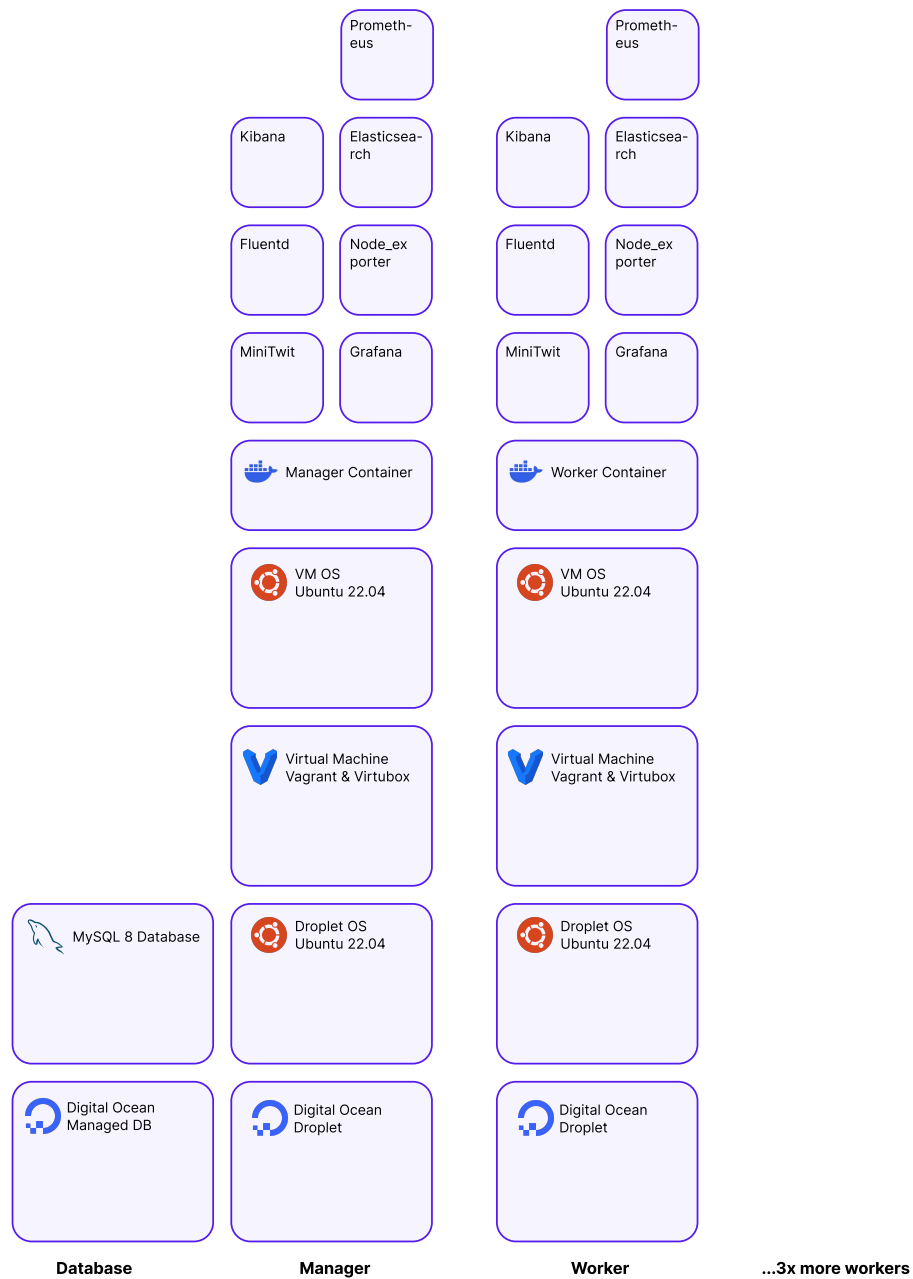 Prometh-
eus
Prometh-
eus
Kibana
Elasticsea-
rch
Kibana
Elasticsea-
rch
Fluentd
Node_ex
porter
Fluentd
Node_ex
porter
MiniTwit
Grafana
MiniTwit
Grafana
Manager Container
Worker Container
VM OS
Ubuntu 22.04
VM OS
Ubuntu 22.04
Virtual Machine
Vagrant & Virtubox
Virtual Machine
Vagrant & Virtubox
MySQL 8 Database
Droplet OS
Ubuntu 22.04
Droplet OS
Ubuntu 22.04
Digital Ocean
Managed DB
Digital Ocean
Droplet
Digital Ocean
Droplet
Database
Manager
Worker
...3x more workers